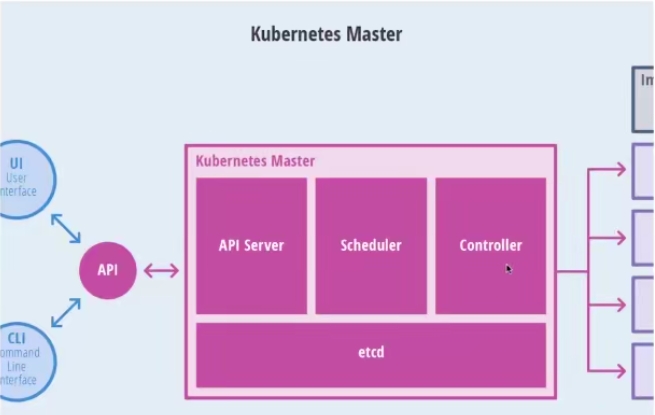 Kubernetes Master
Im
UI
User
nterface
API
CLI
ommand
Line
nterface
Kubernetes Master
API Server
Scheduler
Controller
etcd